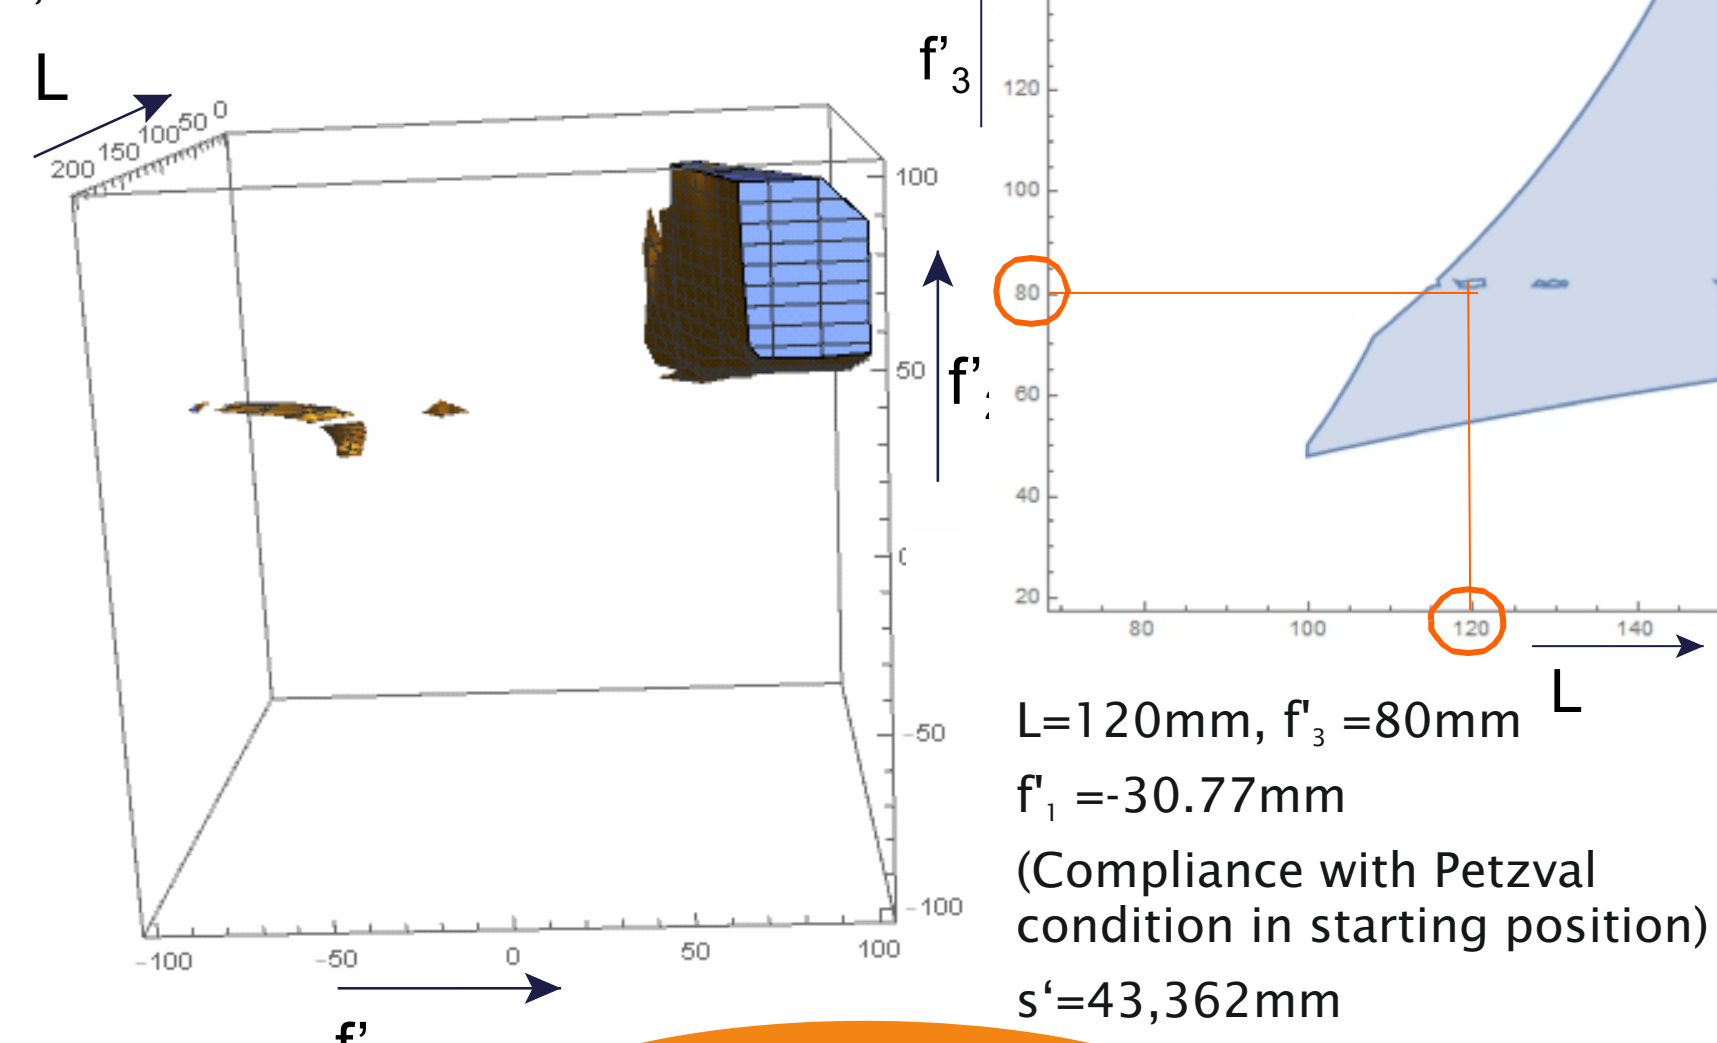 L
200 150 100 50 0
100
50
-50
-100
-100 -50 0 50 100
f'
f'
f'3
120
100
80
60
40
20
80 100 120 140
L
L=120mm, f'3 =80mm
f'1 =-30.77mm
(Compliance with Petzval
condition in starting position)
s‘=43,362mm